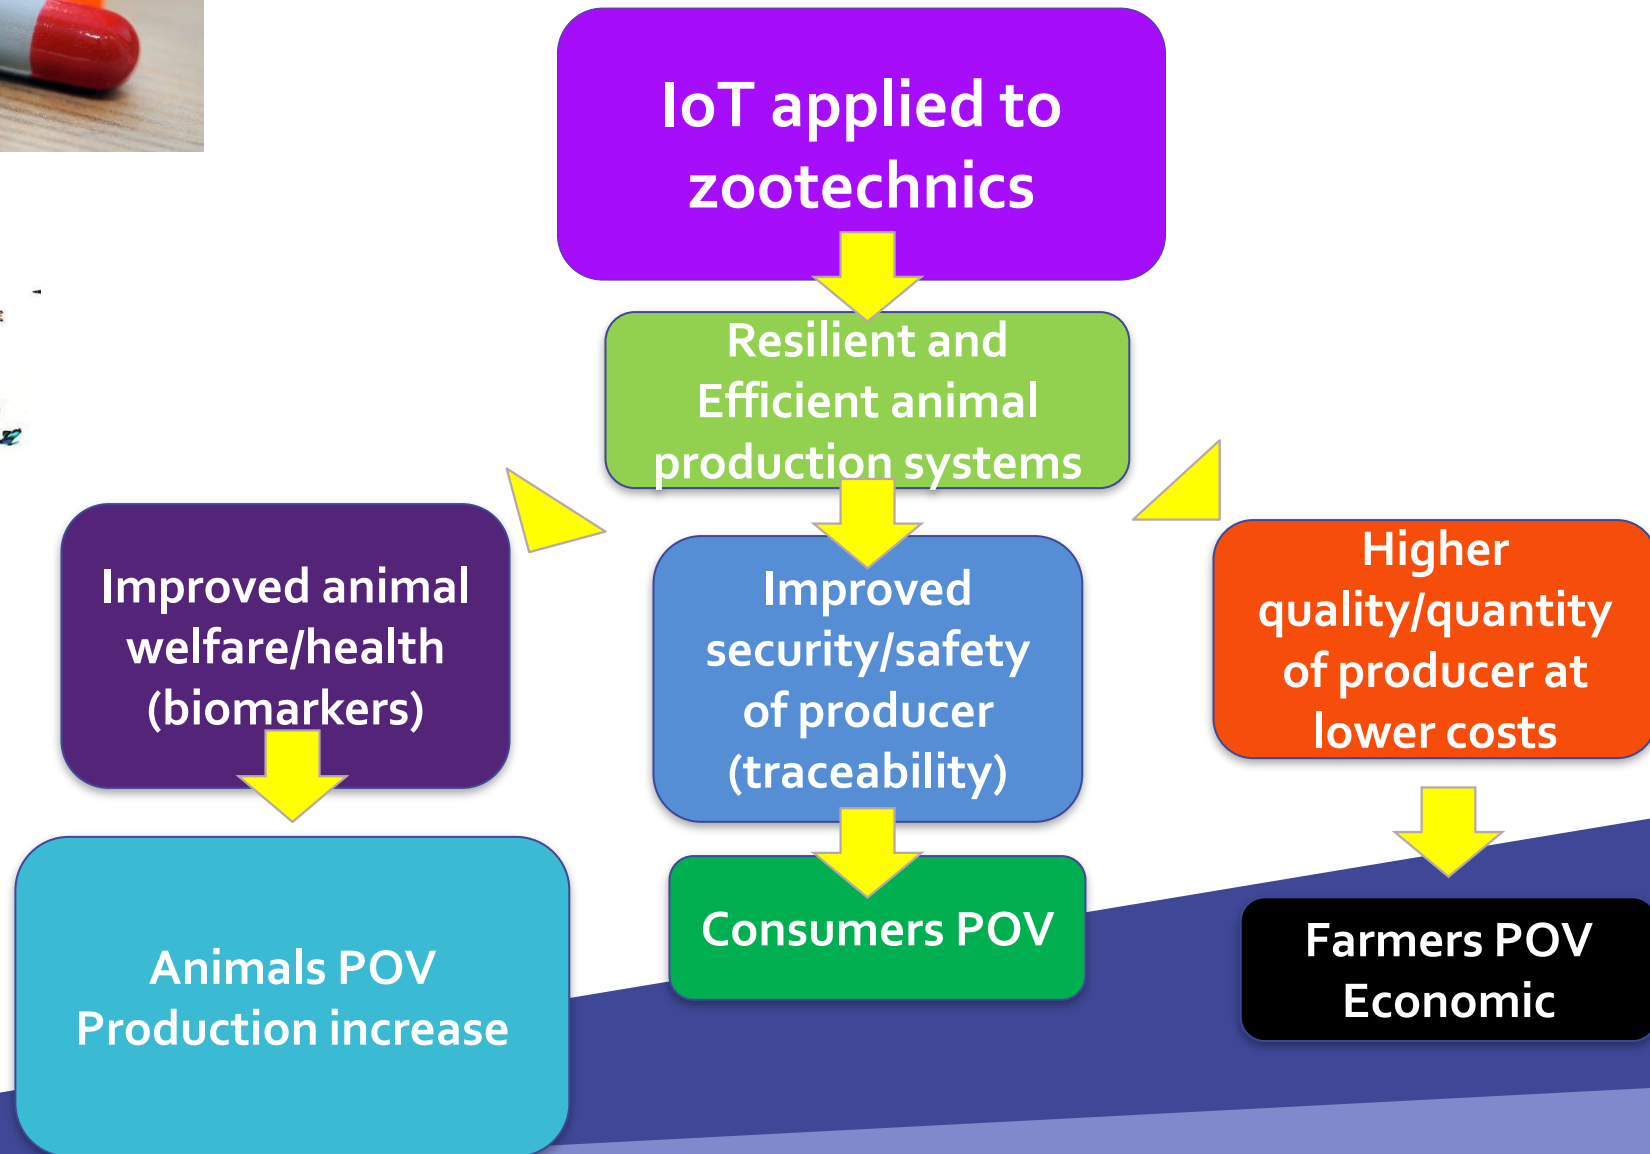 IoT applied to
zootechnics
Resilient and
Efficient animal
production systems
Improved animal
welfare/health
(biomarkers)
Improved
security/safety
of producer
(traceability)
Higher
quality/quantity
of producer at
lower costs
Animals POV
Production increase
Consumers POV
Farmers POV
Economic